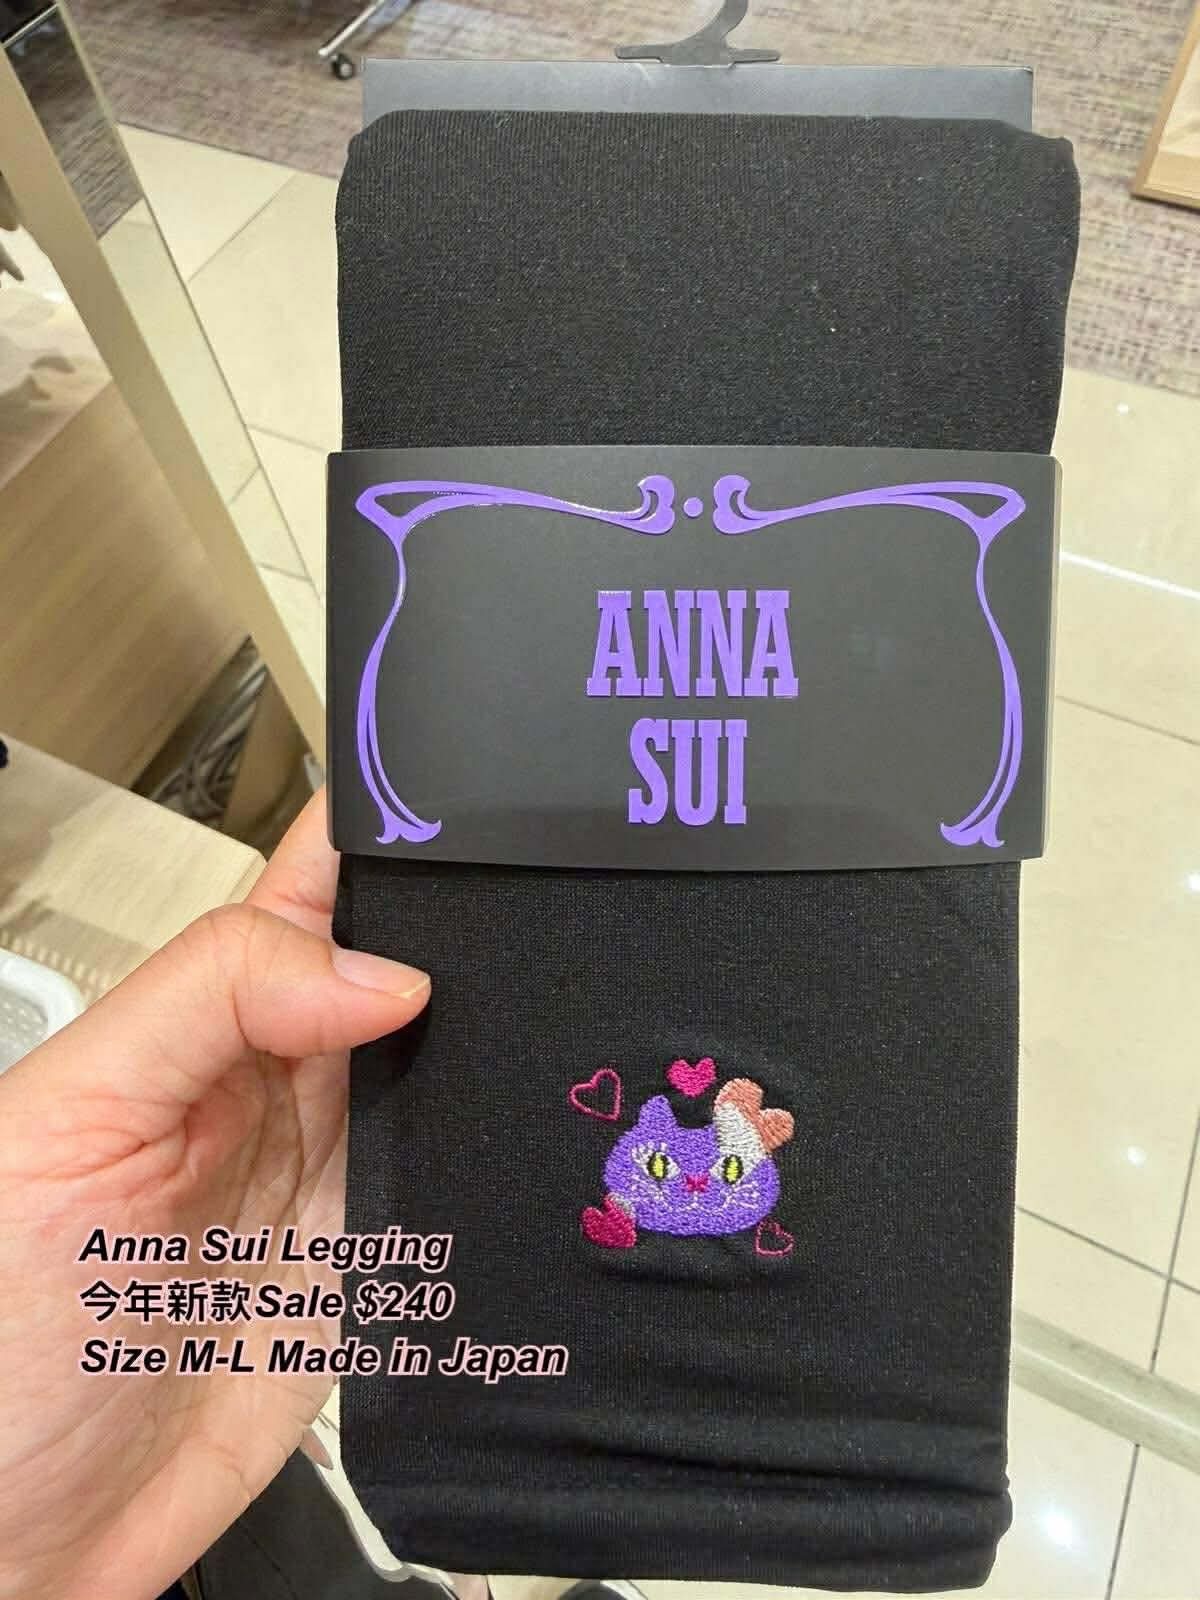 ANNA
SUI
Anna Sui Legging
今年新款Sale $240
Size M-L Made in Japan